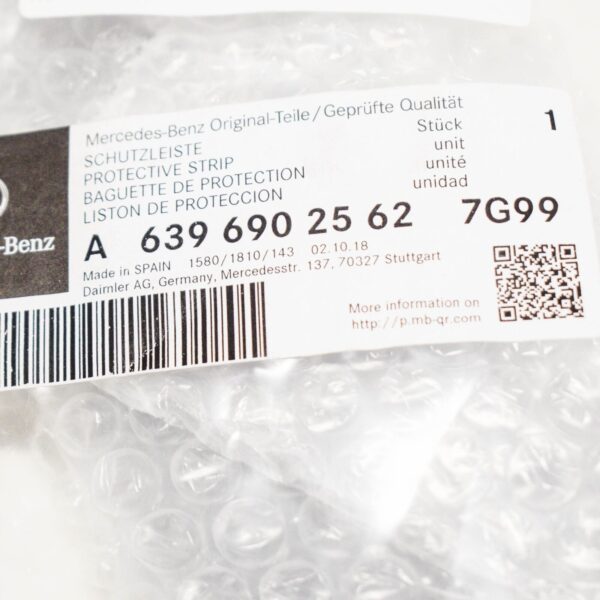 Mercedes-Benz Original-Teile/Geprüfte Qualität
SCHUTZLEISTE Stück 1
PROTECTIVE STRIP unit
BAGUETTE DE PROTECTION unité
LISTON DE PROTECCION unidad
-Benz
A 639 690 25 62 7G99
Made in SPAIN 1580/1810/143 02.10.18
Daimler AG, Germany, Mercedesstr. 137, 70327 Stuttgart
More information on
http://p.mb-qr.com